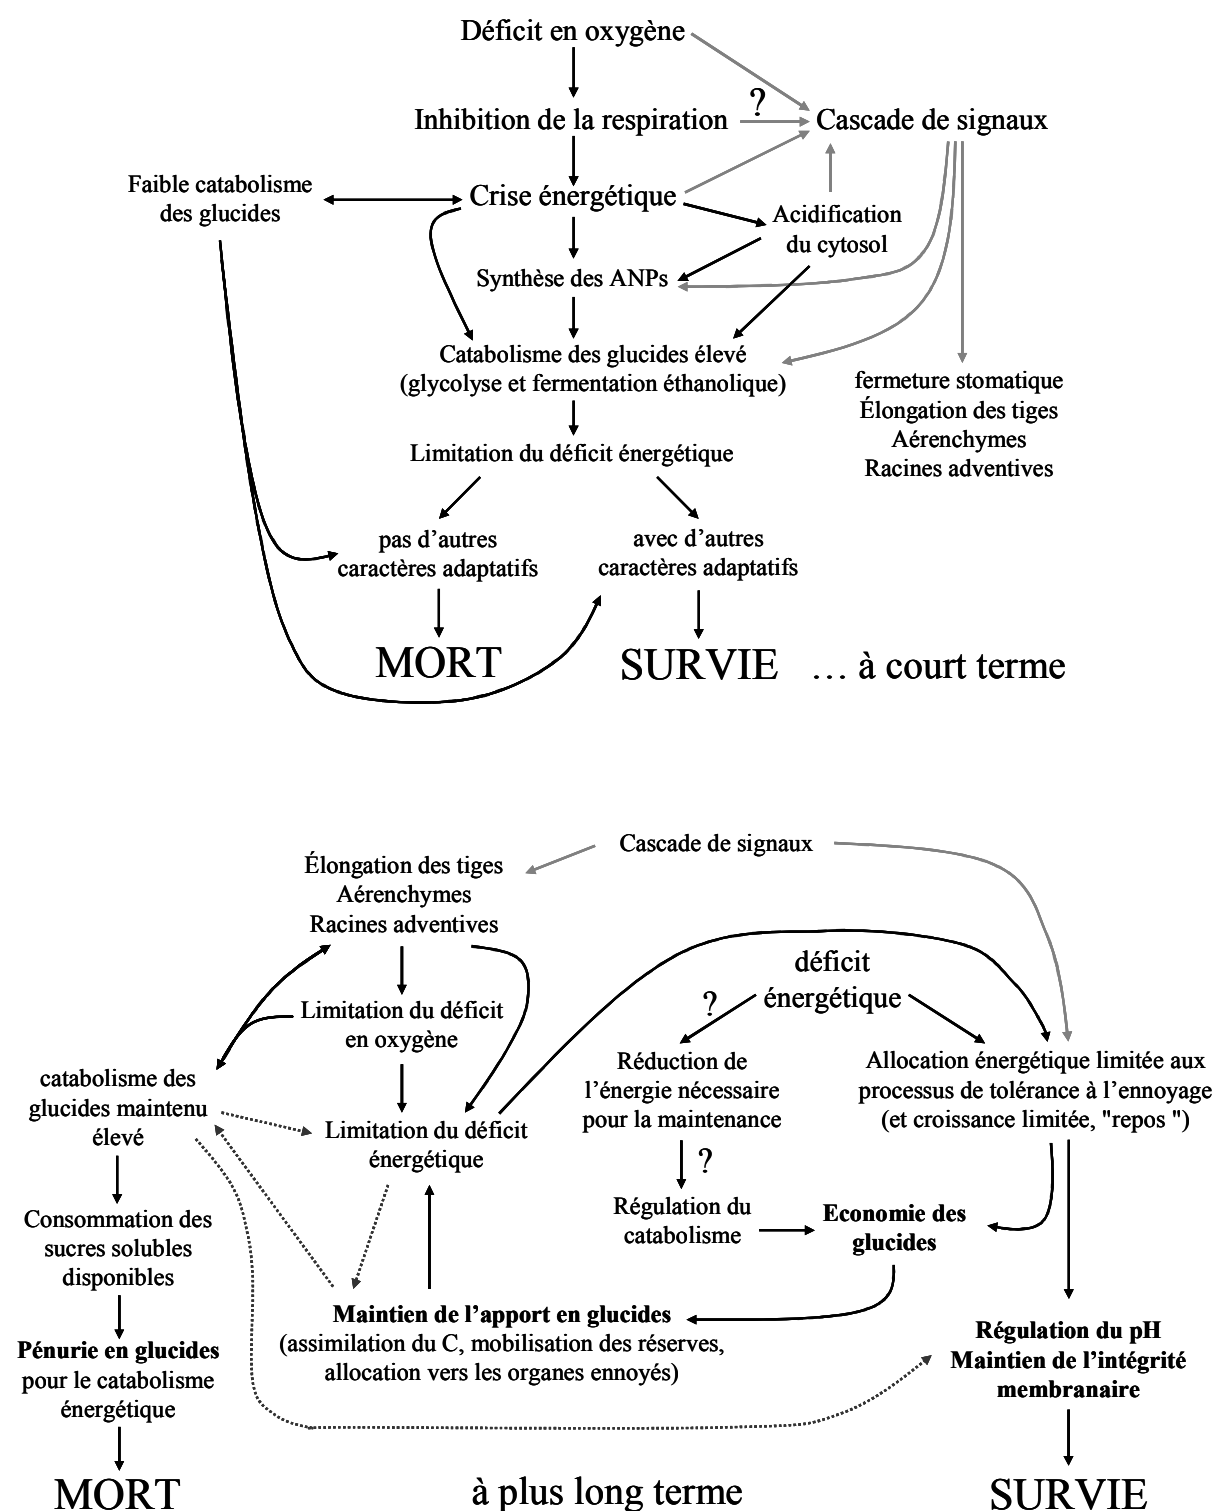 Déficit en oxygène
?
Inhibition de la respiration
Cascade de signaux
Faible catabolisme
des glucides
Crise énergétique
Acidification
du cytosol
Synthèse des ANPs
Catabolisme des glucides élevé
(glycolyse et fermentation éthanolique)
fermeture stomatique
Élongation des tiges
Aérenchymes
Racines adventives
Limitation du déficit énergétique
pas d’autres
caractères adaptatifs
avec d’autres
caractères adaptatifs
MORT
SURVIE
… à court terme
Cascade de signaux
Élongation des tiges
Aérenchymes
Racines adventives
déficit
énergétique
?
Limitation du déficit
en oxygène
catabolisme des
glucides maintenu
élevé
Réduction de
l’énergie nécessaire
pour la maintenance
Allocation énergétique limitée aux
processus de tolérance à l’ennoyage
(et croissance limitée, "repos ")
Limitation du déficit
énergétique
?
Consommation des
sucres solubles
disponibles
Régulation du
catabolisme
Economie des
glucides
Maintien de l’apport en glucides
(assimilation du C, mobilisation des réserves,
allocation vers les organes ennoyés)
Pénurie en glucides
pour le catabolisme
énergétique
Régulation du pH
Maintien de l’intégrité
membranaire
MORT
à plus long terme
SURVIE